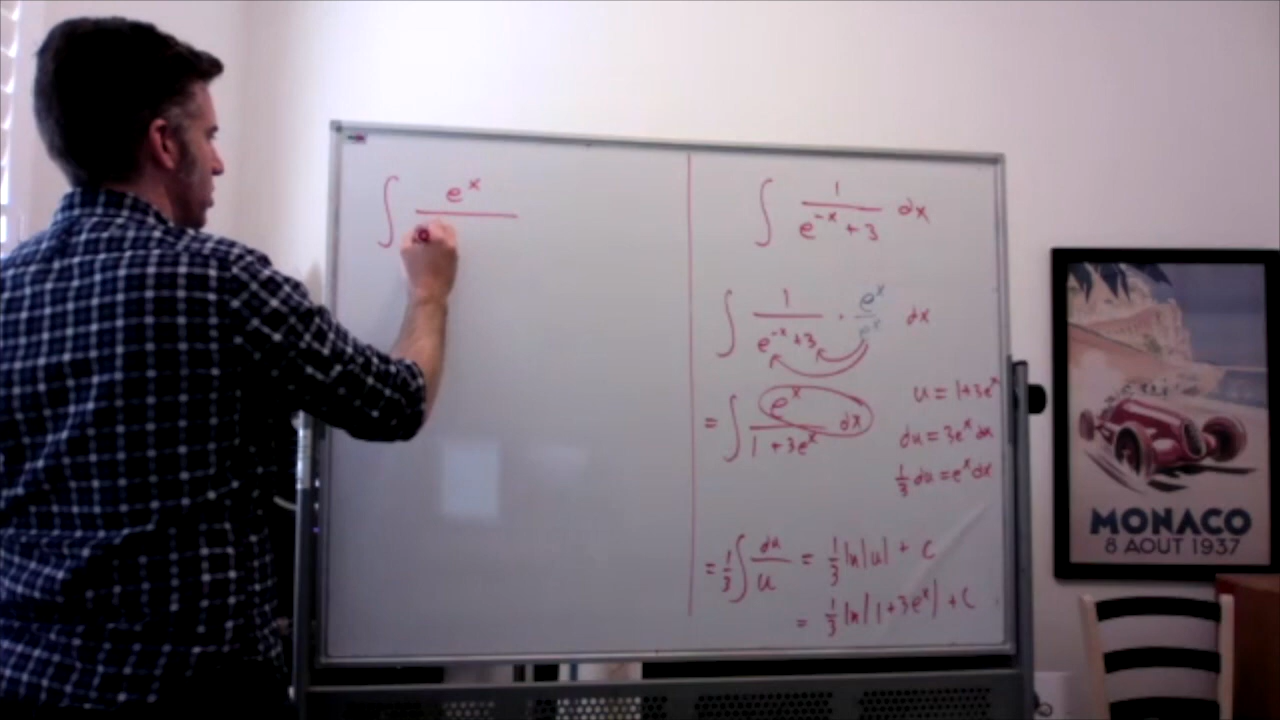 ∫ e^x
∫ 1/(e^-x + 3) dx
∫ 1/(e^-x + 3) · e^x/e^x dx
= ∫ e^x/(1 + 3e^x) dx
u = 1+3e^x
du = 3e^x dx
1/3 du = e^x dx
= 1/3 ∫ du/u = 1/3 ln|u| + C
= 1/3 ln|1+3e^x| + C
MONACO
8 AOUT 1937